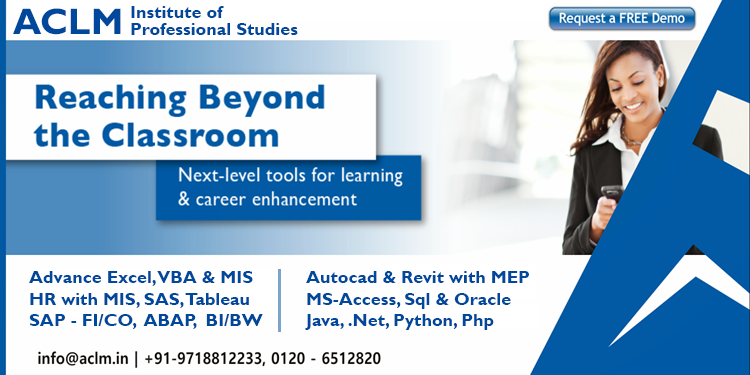 ACLM Institute of
Professional Studies
Request a FREE Demo
Reaching Beyond
the Classroom
Next-level tools for learning
& career enhancement
Advance Excel, VBA & MIS
HR with MIS, SAS, Tableau
SAP - FI/CO, ABAP, BI/BW
Autocad & Revit with MEP
MS-Access, Sql & Oracle
Java, .Net, Python, Php
info@aclm.in | +91-9718812233, 0120 - 6512820